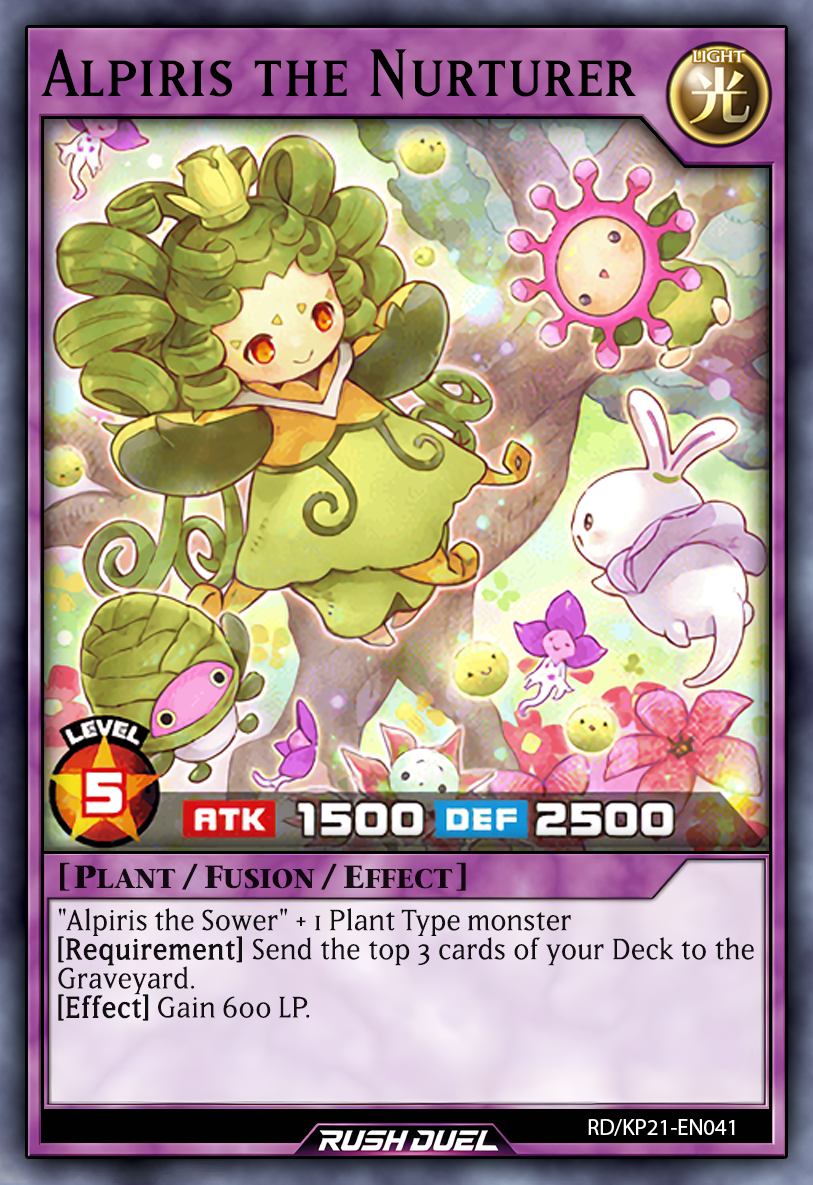 Alpiris the Nurturer
LIGHT
光
LEVEL
5
ATK 1500 DEF 2500
[Plant / Fusion / Effect]
"Alpiris the Sower" + 1 Plant Type monster
[Requirement] Send the top 3 cards of your Deck to the
Graveyard.
[Effect] Gain 600 LP.
RD/KP21-EN041
RUSH DUEL